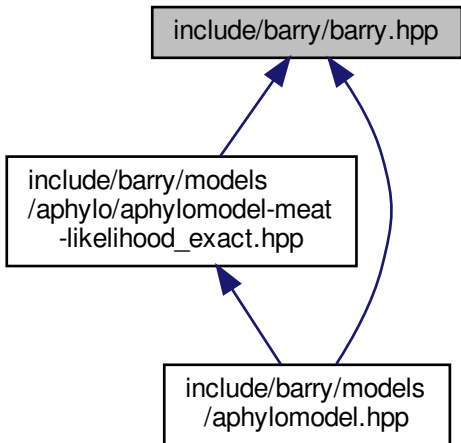 include/barry/barry.hpp
include/barry/models
/aphylo/aphylomodel-meat
-likelihood_exact.hpp
include/barry/models
/aphylomodel.hpp